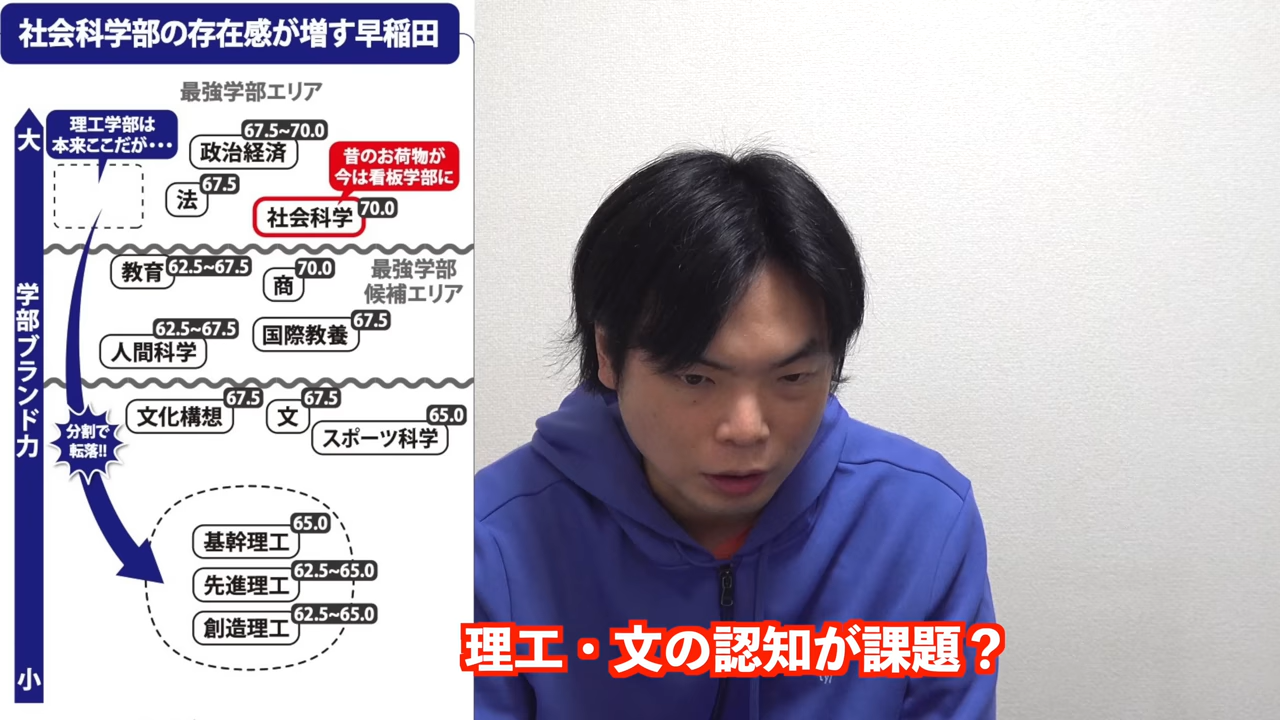 社会科学部の存在感が増す早稲田
最強学部エリア
大
理工学部は
本来ここだが・・・
67.5~70.0
政治経済
昔のお荷物が
今は看板学部に
67.5
法
70.0
社会科学
62.5~67.5
教育
70.0
商
最強学部
候補エリア
学部ブランド力
62.5~67.5
人間科学
67.5
国際教養
67.5
文化構想
67.5
文
65.0
スポーツ科学
分割で
転落!!
65.0
基幹理工
62.5~65.0
先進理工
62.5~65.0
創造理工
小
理工・文の認知が課題？